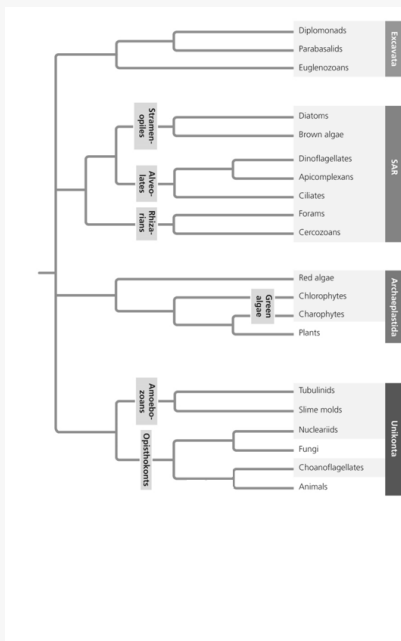 Diplomonads
Parabasalids
Euglenozoans
Excavata
Stramen-
opiles
Diatoms
Brown algae
Alveo-
lates
Dinoflagellates
Apicomplexans
Ciliates
Rhiza-
rians
Forams
Cercozoans
SAR
Red algae
Green
algae
Chlorophytes
Charophytes
Plants
Archaeplastida
Amoebo-
zoans
Tubulinids
Slime molds
Opisthokonts
Nucleariids
Fungi
Choanoflagellates
Animals
Unikonta